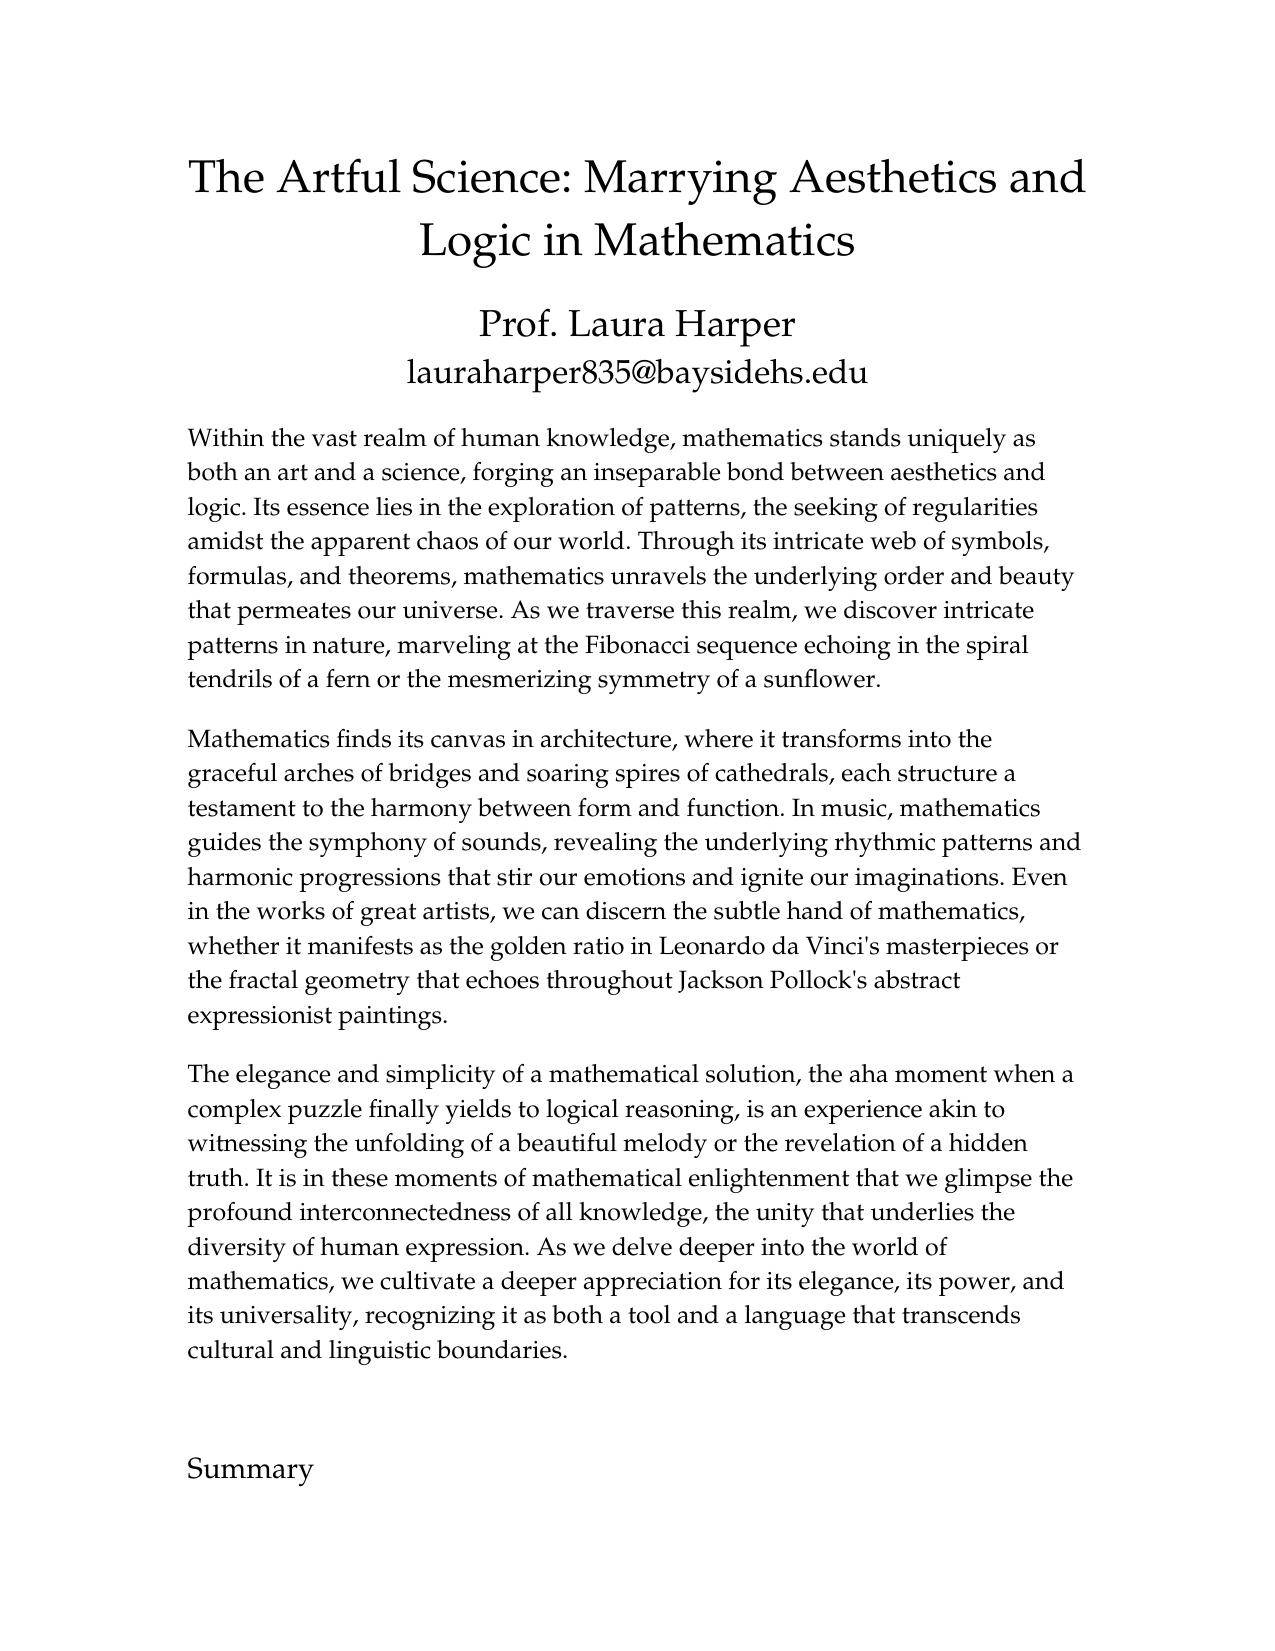 The Artful Science: Marrying Aesthetics and
Logic in Mathematics
Prof. Laura Harper
lauraharper835@baysidehs.edu
Within the vast realm of human knowledge, mathematics stands uniquely as
both an art and a science, forging an inseparable bond between aesthetics and
logic. Its essence lies in the exploration of patterns, the seeking of regularities
amidst the apparent chaos of our world. Through its intricate web of symbols,
formulas, and theorems, mathematics unravels the underlying order and beauty
that permeates our universe. As we traverse this realm, we discover intricate
patterns in nature, marveling at the Fibonacci sequence echoing in the spiral
tendrils of a fern or the mesmerizing symmetry of a sunflower.
Mathematics finds its canvas in architecture, where it transforms into the
graceful arches of bridges and soaring spires of cathedrals, each structure a
testament to the harmony between form and function. In music, mathematics
guides the symphony of sounds, revealing the underlying rhythmic patterns and
harmonic progressions that stir our emotions and ignite our imaginations. Even
in the works of great artists, we can discern the subtle hand of mathematics,
whether it manifests as the golden ratio in Leonardo da Vinci's masterpieces or
the fractal geometry that echoes throughout Jackson Pollock's abstract
expressionist paintings.
The elegance and simplicity of a mathematical solution, the aha moment when a
complex puzzle finally yields to logical reasoning, is an experience akin to
witnessing the unfolding of a beautiful melody or the revelation of a hidden
truth. It is in these moments of mathematical enlightenment that we glimpse the
profound interconnectedness of all knowledge, the unity that underlies the
diversity of human expression. As we delve deeper into the world of
mathematics, we cultivate a deeper appreciation for its elegance, its power, and
its universality, recognizing it as both a tool and a language that transcends
cultural and linguistic boundaries.
Summary